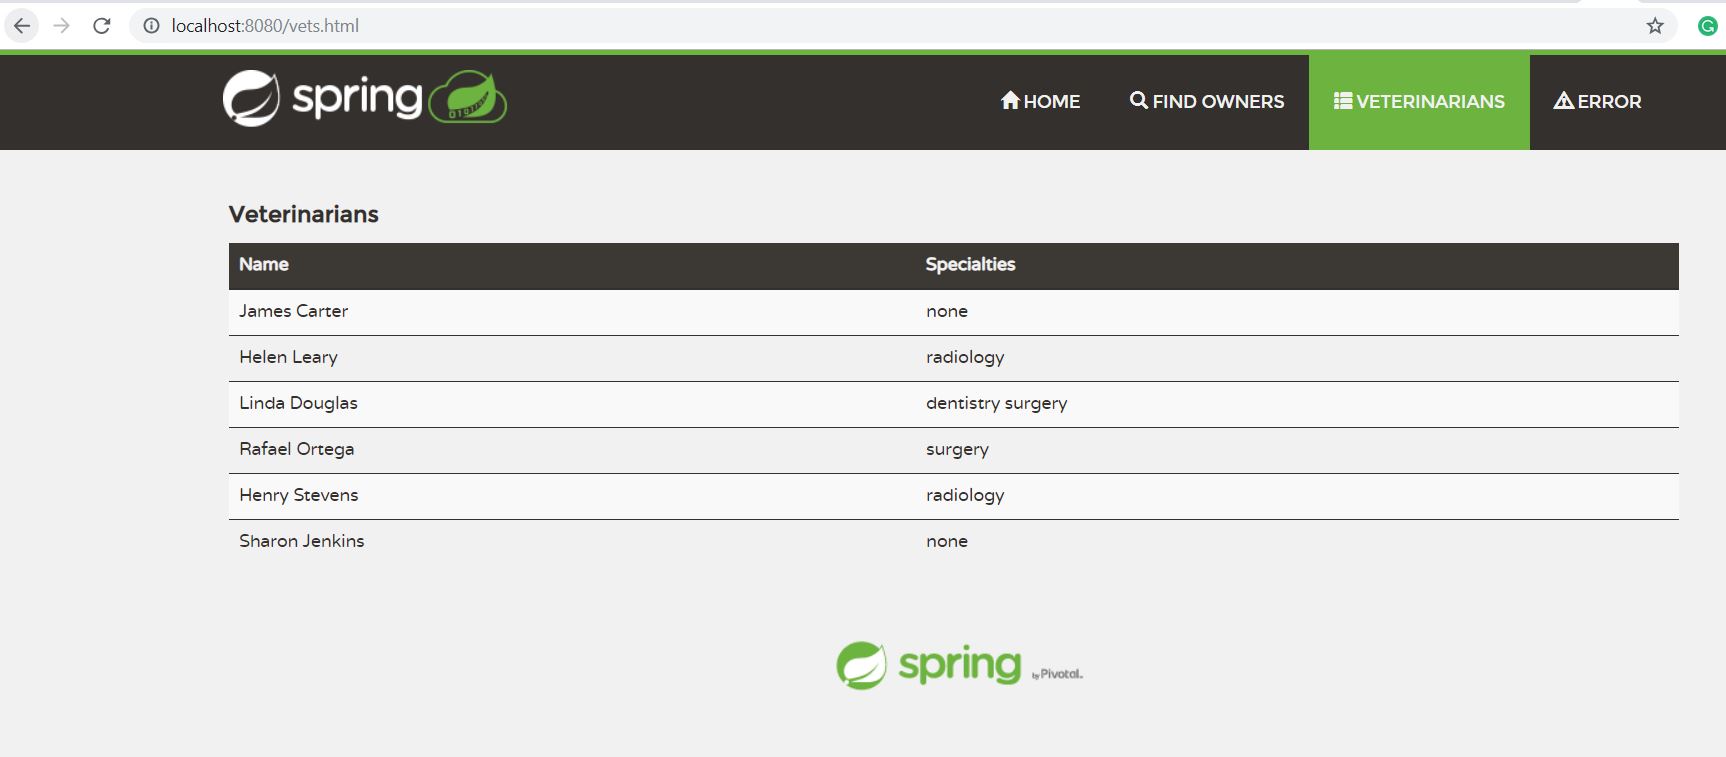 localhost:8080/vets.html
spring
HOME FIND OWNERS VETERINARIANS ERROR
Veterinarians
Name Specialties
James Carter none
Helen Leary radiology
Linda Douglas dentistry surgery
Rafael Ortega surgery
Henry Stevens radiology
Sharon Jenkins none
spring by Pivotal.